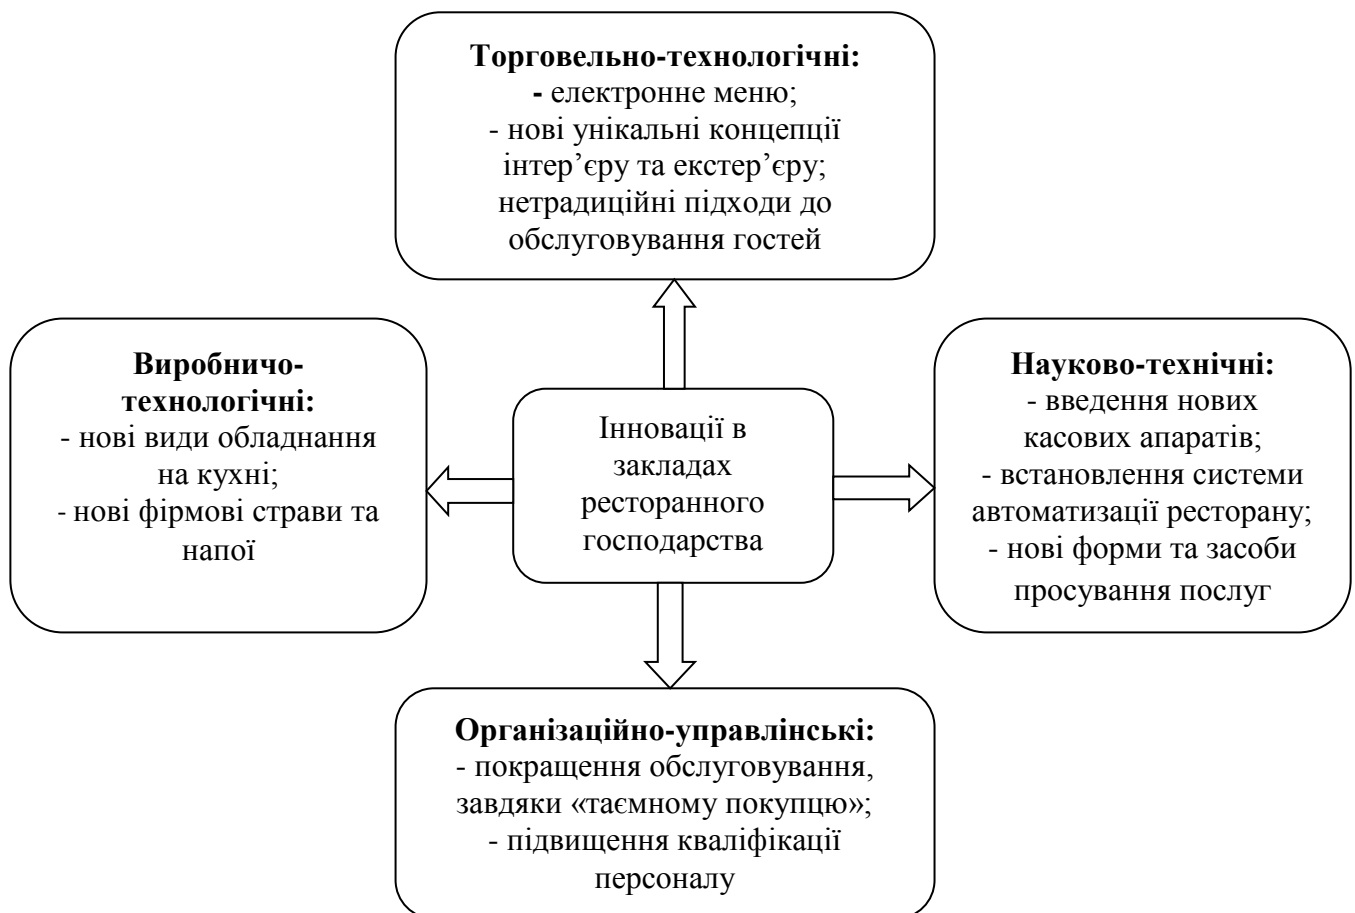 Торговельно-технологічні:
- електронне меню;
- нові унікальні концепції
інтер’єру та екстер’єру;
нетрадиційні підходи до
обслуговування гостей
Виробничо-
технологічні:
- нові види обладнання
на кухні;
- нові фірмові страви та
напої
Інновації в
закладах
ресторанного
господарства
Науково-технічні:
- введення нових
касових апаратів;
- встановлення системи
автоматизації ресторану;
- нові форми та засоби
просування послуг
Організаційно-управлінські:
- покращення обслуговування,
завдяки «таємному покупцю»;
- підвищення кваліфікації
персоналу